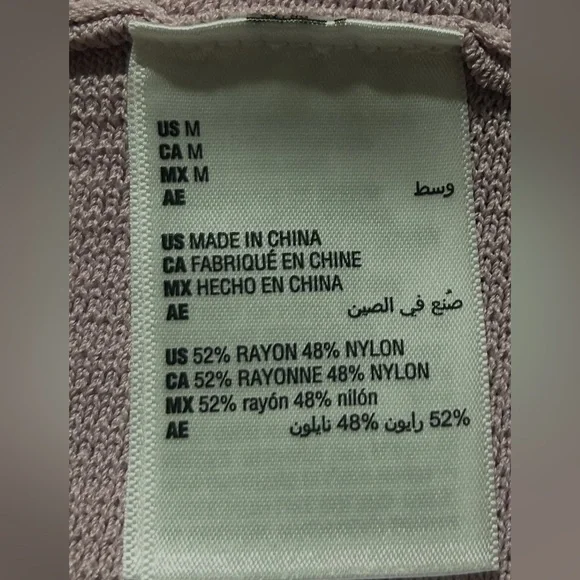 US M
CA M
MX M
AE وسط
US MADE IN CHINA
CA FABRIQUÉ EN CHINE
MX HECHO EN CHINA
AE صُنع في الصين
US 52% RAYON 48% NYLON
CA 52% RAYONNE 48% NYLON
MX 52% rayón 48% nilón
AE 52% رايون 48% نايلون